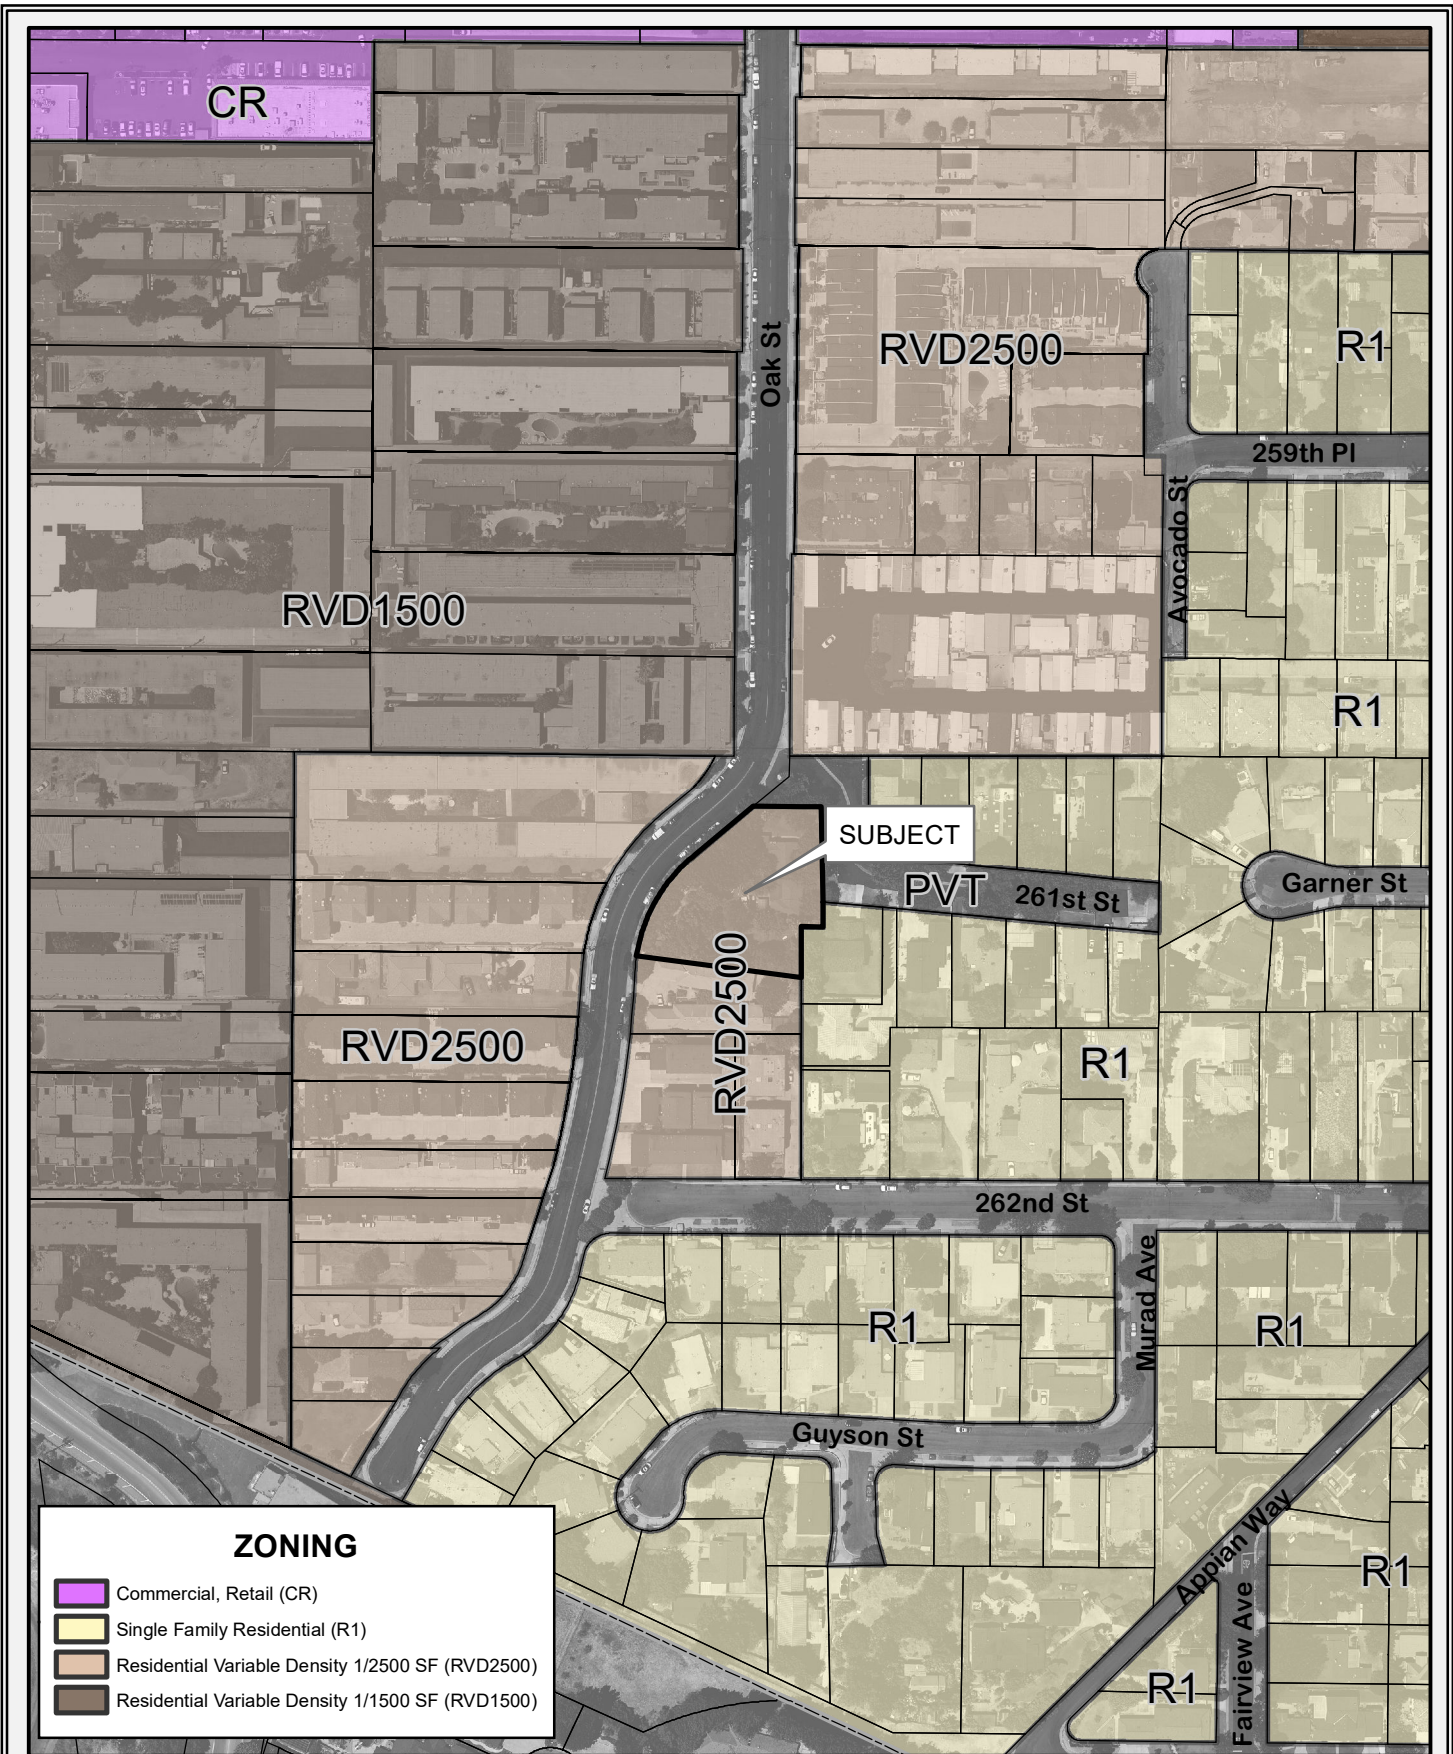 CR
Oak St
RVD2500
R1
259th Pl
Avocado St
RVD1500
R1
SUBJECT
PVT
261st St
Garner St
RVD2500
RVD2500
R1
262nd St
Murad Ave
R1
R1
Guyson St
Appian Way
R1
Fairview Ave
R1
ZONING
Commercial, Retail (CR)
Single Family Residential (R1)
Residential Variable Density 1/2500 SF (RVD2500)
Residential Variable Density 1/1500 SF (RVD1500)